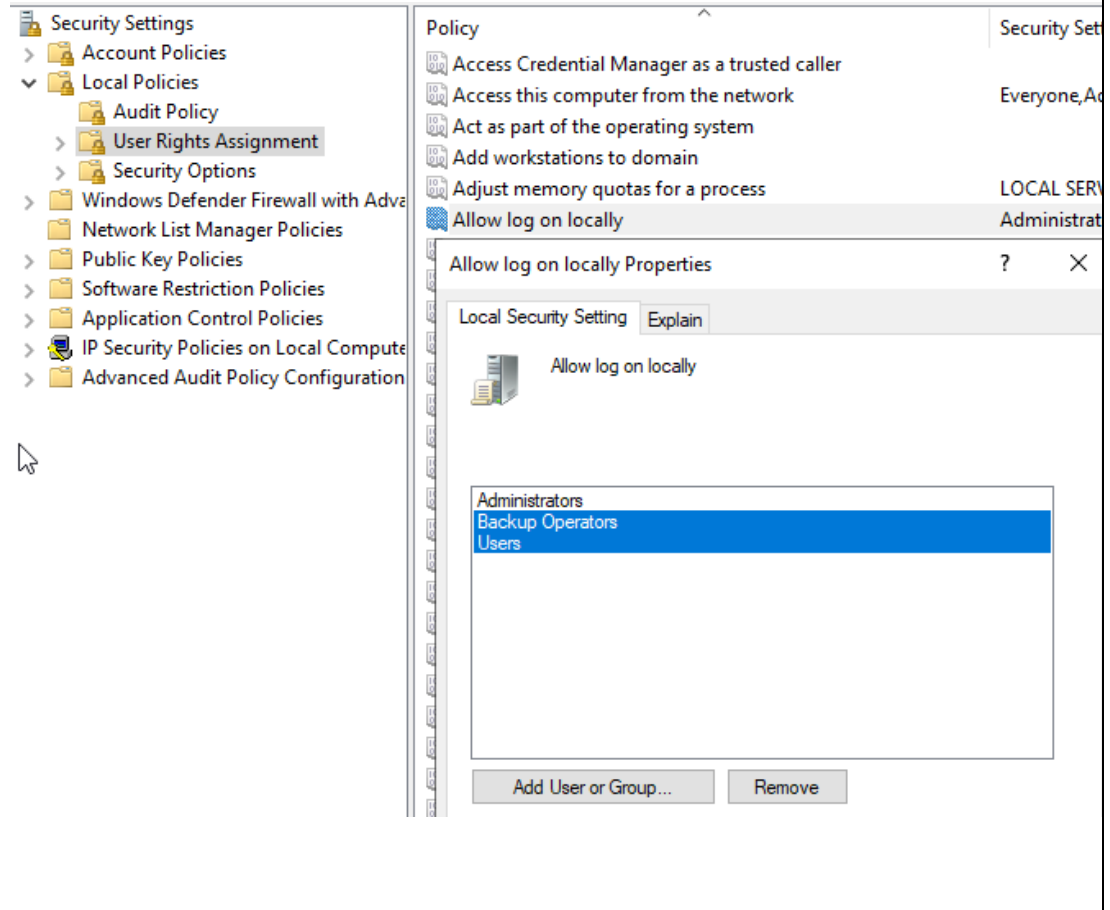 Security Settings
Account Policies
Local Policies
Audit Policy
User Rights Assignment
Security Options
Windows Defender Firewall with Adva
Network List Manager Policies
Public Key Policies
Software Restriction Policies
Application Control Policies
IP Security Policies on Local Compute
Advanced Audit Policy Configuration
Policy
Security Sett
Access Credential Manager as a trusted caller
Access this computer from the network
Everyone,Ad
Act as part of the operating system
Add workstations to domain
Adjust memory quotas for a process
LOCAL SERV
Allow log on locally
Administrat
Allow log on locally Properties
?
Local Security Setting
Explain
Allow log on locally
Administrators
Backup Operators
Users
Add User or Group...
Remove